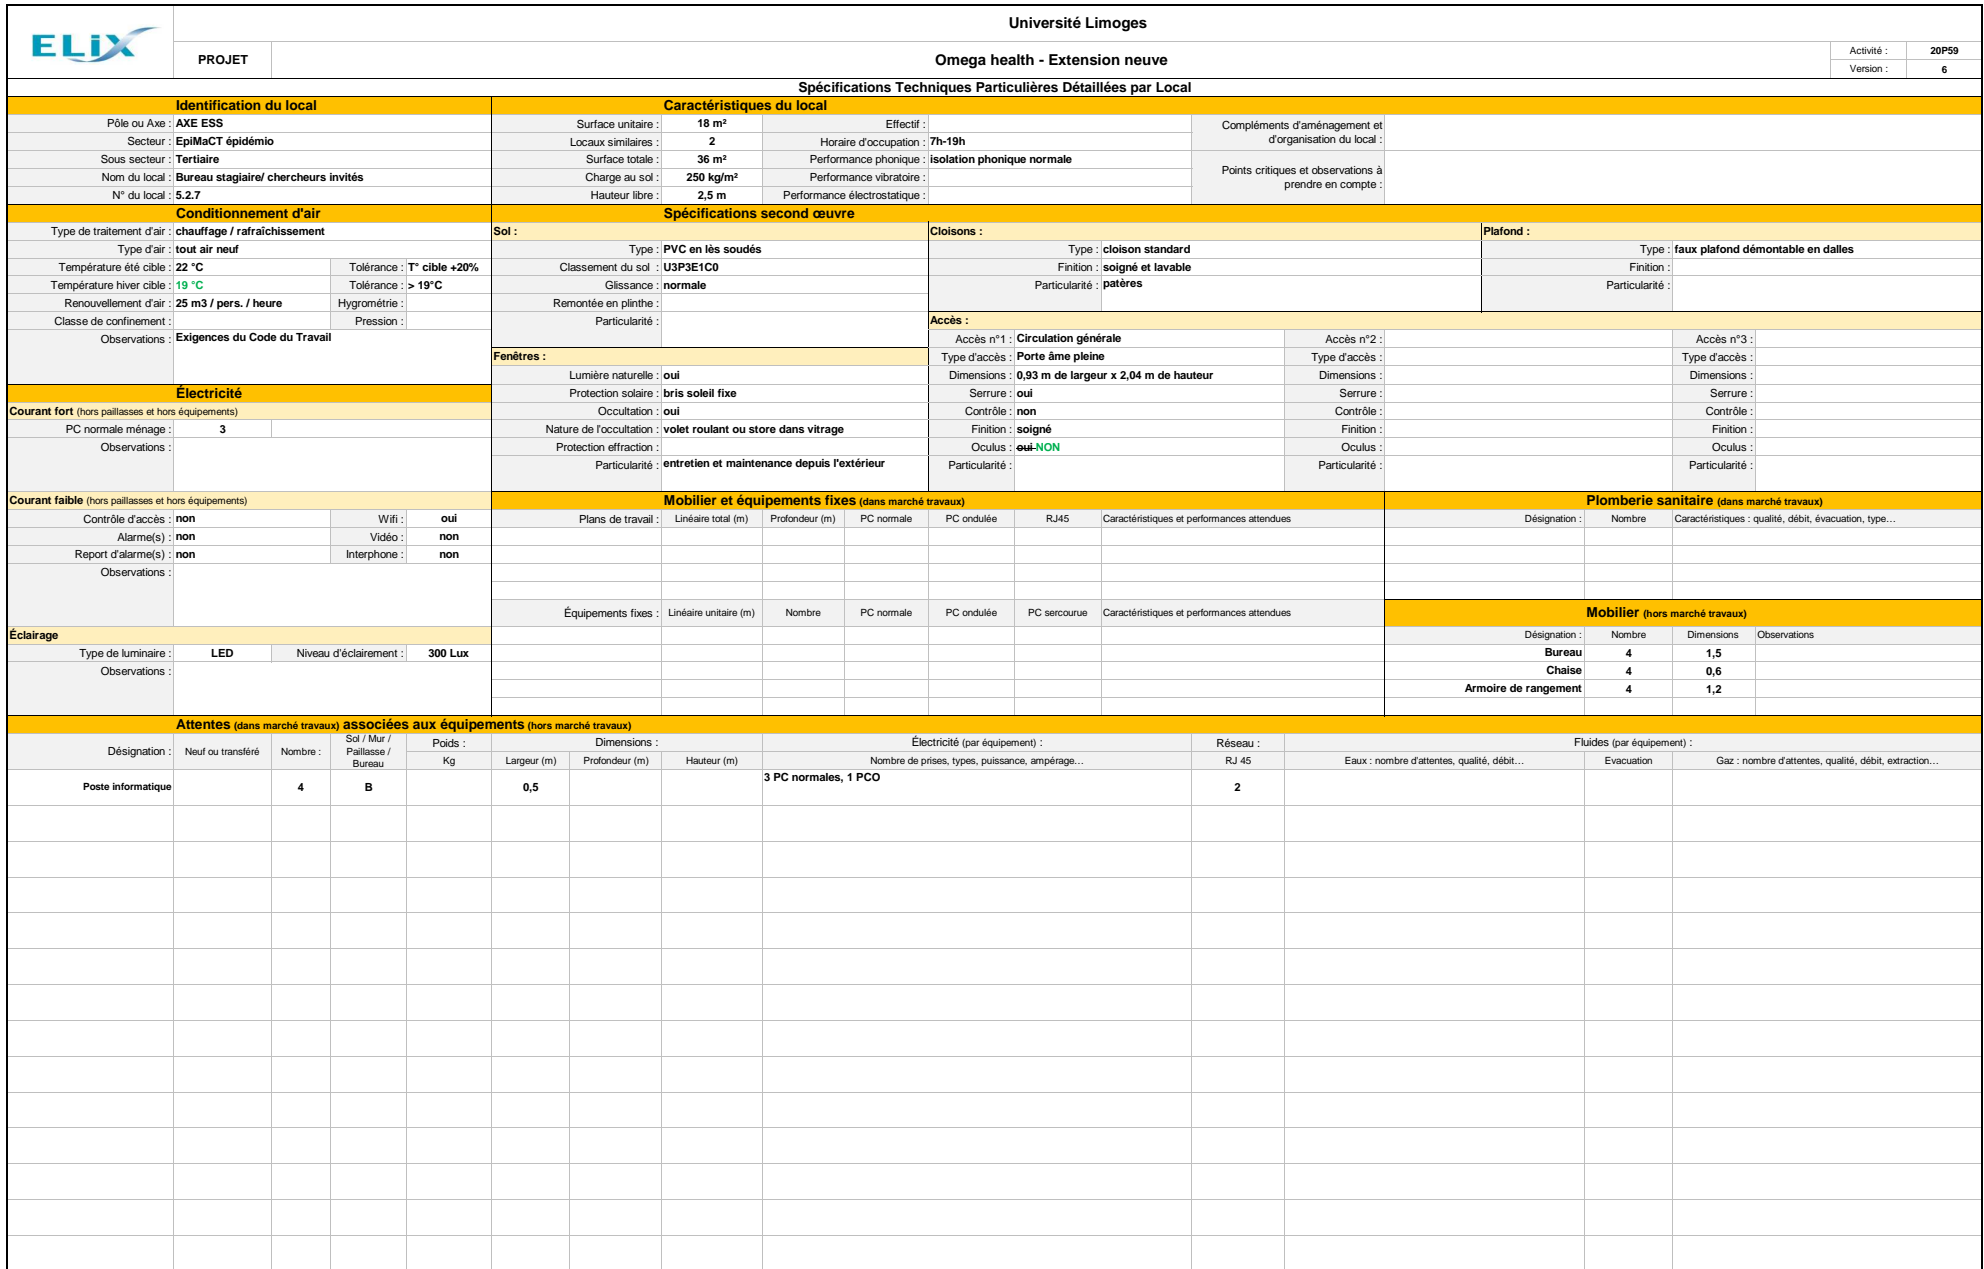 ELiX
Université Limoges
PROJET
Omega health - Extension neuve
Activité : 20P59
Version : 6
Spécifications Techniques Particulières Détaillées par Local
Identification du local
Pôle ou Axe : AXE ESS
Secteur : EpiMaCT épidémio
Sous secteur : Tertiaire
Nom du local : Bureau stagiaire/ chercheurs invités
N° du local : 5.2.7
Caractéristiques du local
Surface unitaire : 18 m² Effectif :
Locaux similaires : 2 Horaire d'occupation : 7h-19h
Surface totale : 36 m² Performance phonique : isolation phonique normale
Charge au sol : 250 kg/m² Performance vibratoire :
Hauteur libre : 2,5 m Performance électrostatique :
Compléments d'aménagement et
d'organisation du local :
Points critiques et observations à
prendre en compte :
Conditionnement d'air
Type de traitement d'air : chauffage / rafraîchissement
Type d'air : tout air neuf
Température été cible : 22 °C Tolérance : T° cible +20%
Température hiver cible : 19 °C Tolérance : > 19°C
Renouvellement d'air : 25 m3 / pers. / heure Hygrométrie :
Classe de confinement : Pression :
Observations : Exigences du Code du Travail
Spécifications second œuvre
Sol :
Type : PVC en lès soudés
Classement du sol : U3P3E1C0
Glissance : normale
Remontée en plinthe :
Particularité :
Cloisons :
Type : cloison standard
Finition : soigné et lavable
Particularité : patères
Plafond :
Type : faux plafond démontable en dalles
Finition :
Particularité :
Fenêtres :
Lumière naturelle : oui
Protection solaire : bris soleil fixe
Occultation : oui
Nature de l'occultation : volet roulant ou store dans vitrage
Protection effraction :
Particularité : entretien et maintenance depuis l'extérieur
Accès :
Accès n°1 : Circulation générale Accès n°2 : Accès n°3 :
Type d'accès : Porte âme pleine Type d'accès : Type d'accès :
Dimensions : 0,93 m de largeur x 2,04 m de hauteur Dimensions : Dimensions :
Serrure : oui Serrure : Serrure :
Contrôle : non Contrôle : Contrôle :
Finition : soigné Finition : Finition :
Oculus : oui NON Oculus : Oculus :
Particularité : Particularité : Particularité :
Électricité
Courant fort (hors paillasses et hors équipements)
PC normale ménage : 3
Observations :
Courant faible (hors paillasses et hors équipements)
Contrôle d'accès : non Wifi : oui
Alarme(s) : non Vidéo : non
Report d'alarme(s) : non Interphone : non
Observations :
Éclairage
Type de luminaire : LED Niveau d'éclairement : 300 Lux
Observations :
Mobilier et équipements fixes (dans marché travaux)
Plans de travail : Linéaire total (m) Profondeur (m) PC normale PC ondulée RJ45 Caractéristiques et performances attendues
Équipements fixes : Linéaire unitaire (m) Nombre PC normale PC ondulée PC sercourue Caractéristiques et performances attendues
Plomberie sanitaire (dans marché travaux)
Désignation : Nombre Caractéristiques : qualité, débit, évacuation, type…
Mobilier (hors marché travaux)
Désignation : Nombre Dimensions Observations
Bureau 4 1,5
Chaise 4 0,6
Armoire de rangement 4 1,2
Attentes (dans marché travaux) associées aux équipements (hors marché travaux)
Désignation : Neuf ou transféré Nombre :
Sol / Mur /
Paillasse /
Bureau
Poids : Dimensions : Électricité (par équipement) : Réseau : Fluides (par équipement) :
Kg Largeur (m) Profondeur (m) Hauteur (m) Nombre de prises, types, puissance, ampérage… RJ 45 Eaux : nombre d'attentes, qualité, débit… Evacuation Gaz : nombre d'attentes, qualité, débit, extraction…
Poste informatique 4 B 0,5 3 PC normales, 1 PCO 2